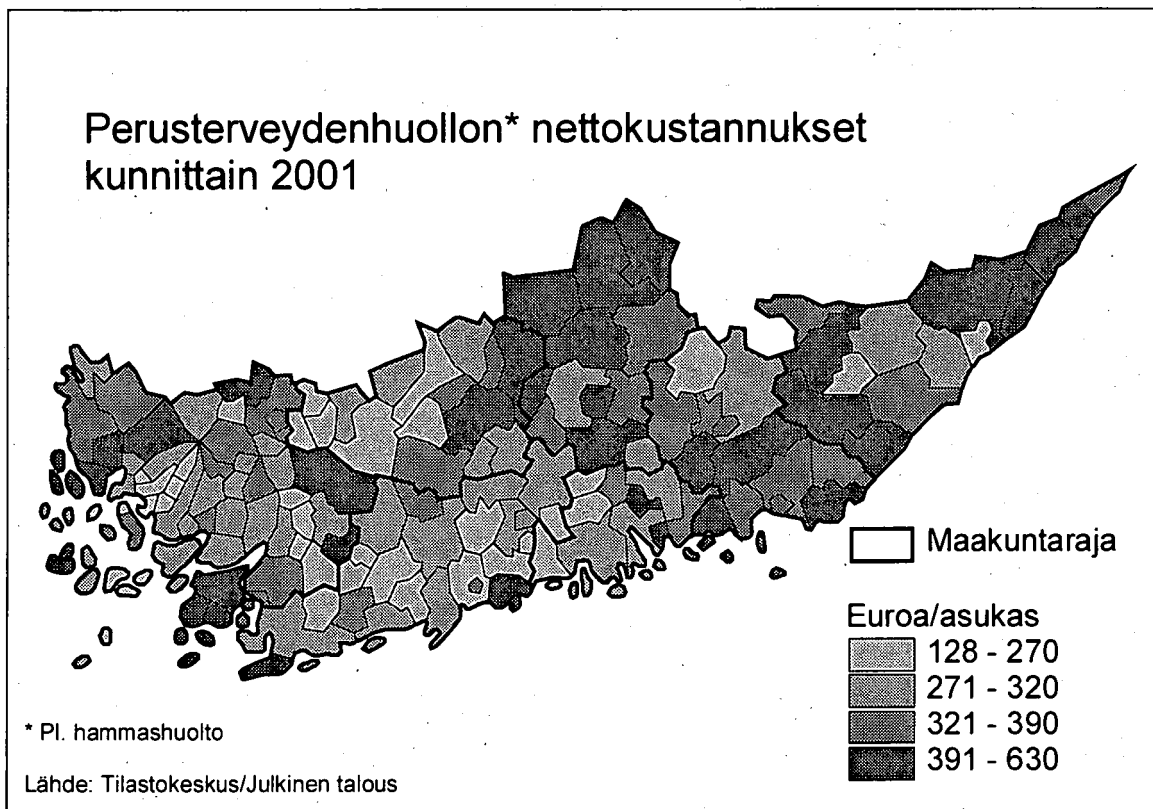 Perusterveydenhuollon* nettokustannukset
kunnittain 2001
Maakuntaraja
Euroa/asukas
128 - 270
271 - 320
321 - 390
391 - 630
* Pl. hammashuolto
Lähde: Tilastokeskus/Julkinen talous